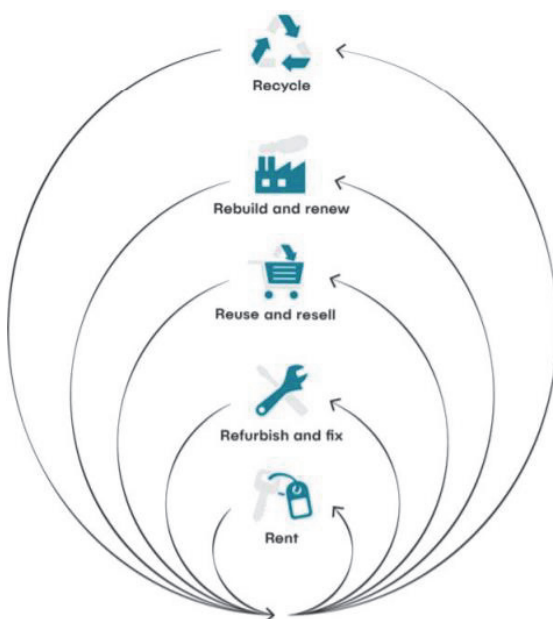 Recycle
Rebuild and renew
Reuse and resell
Refurbish and fix
Rent